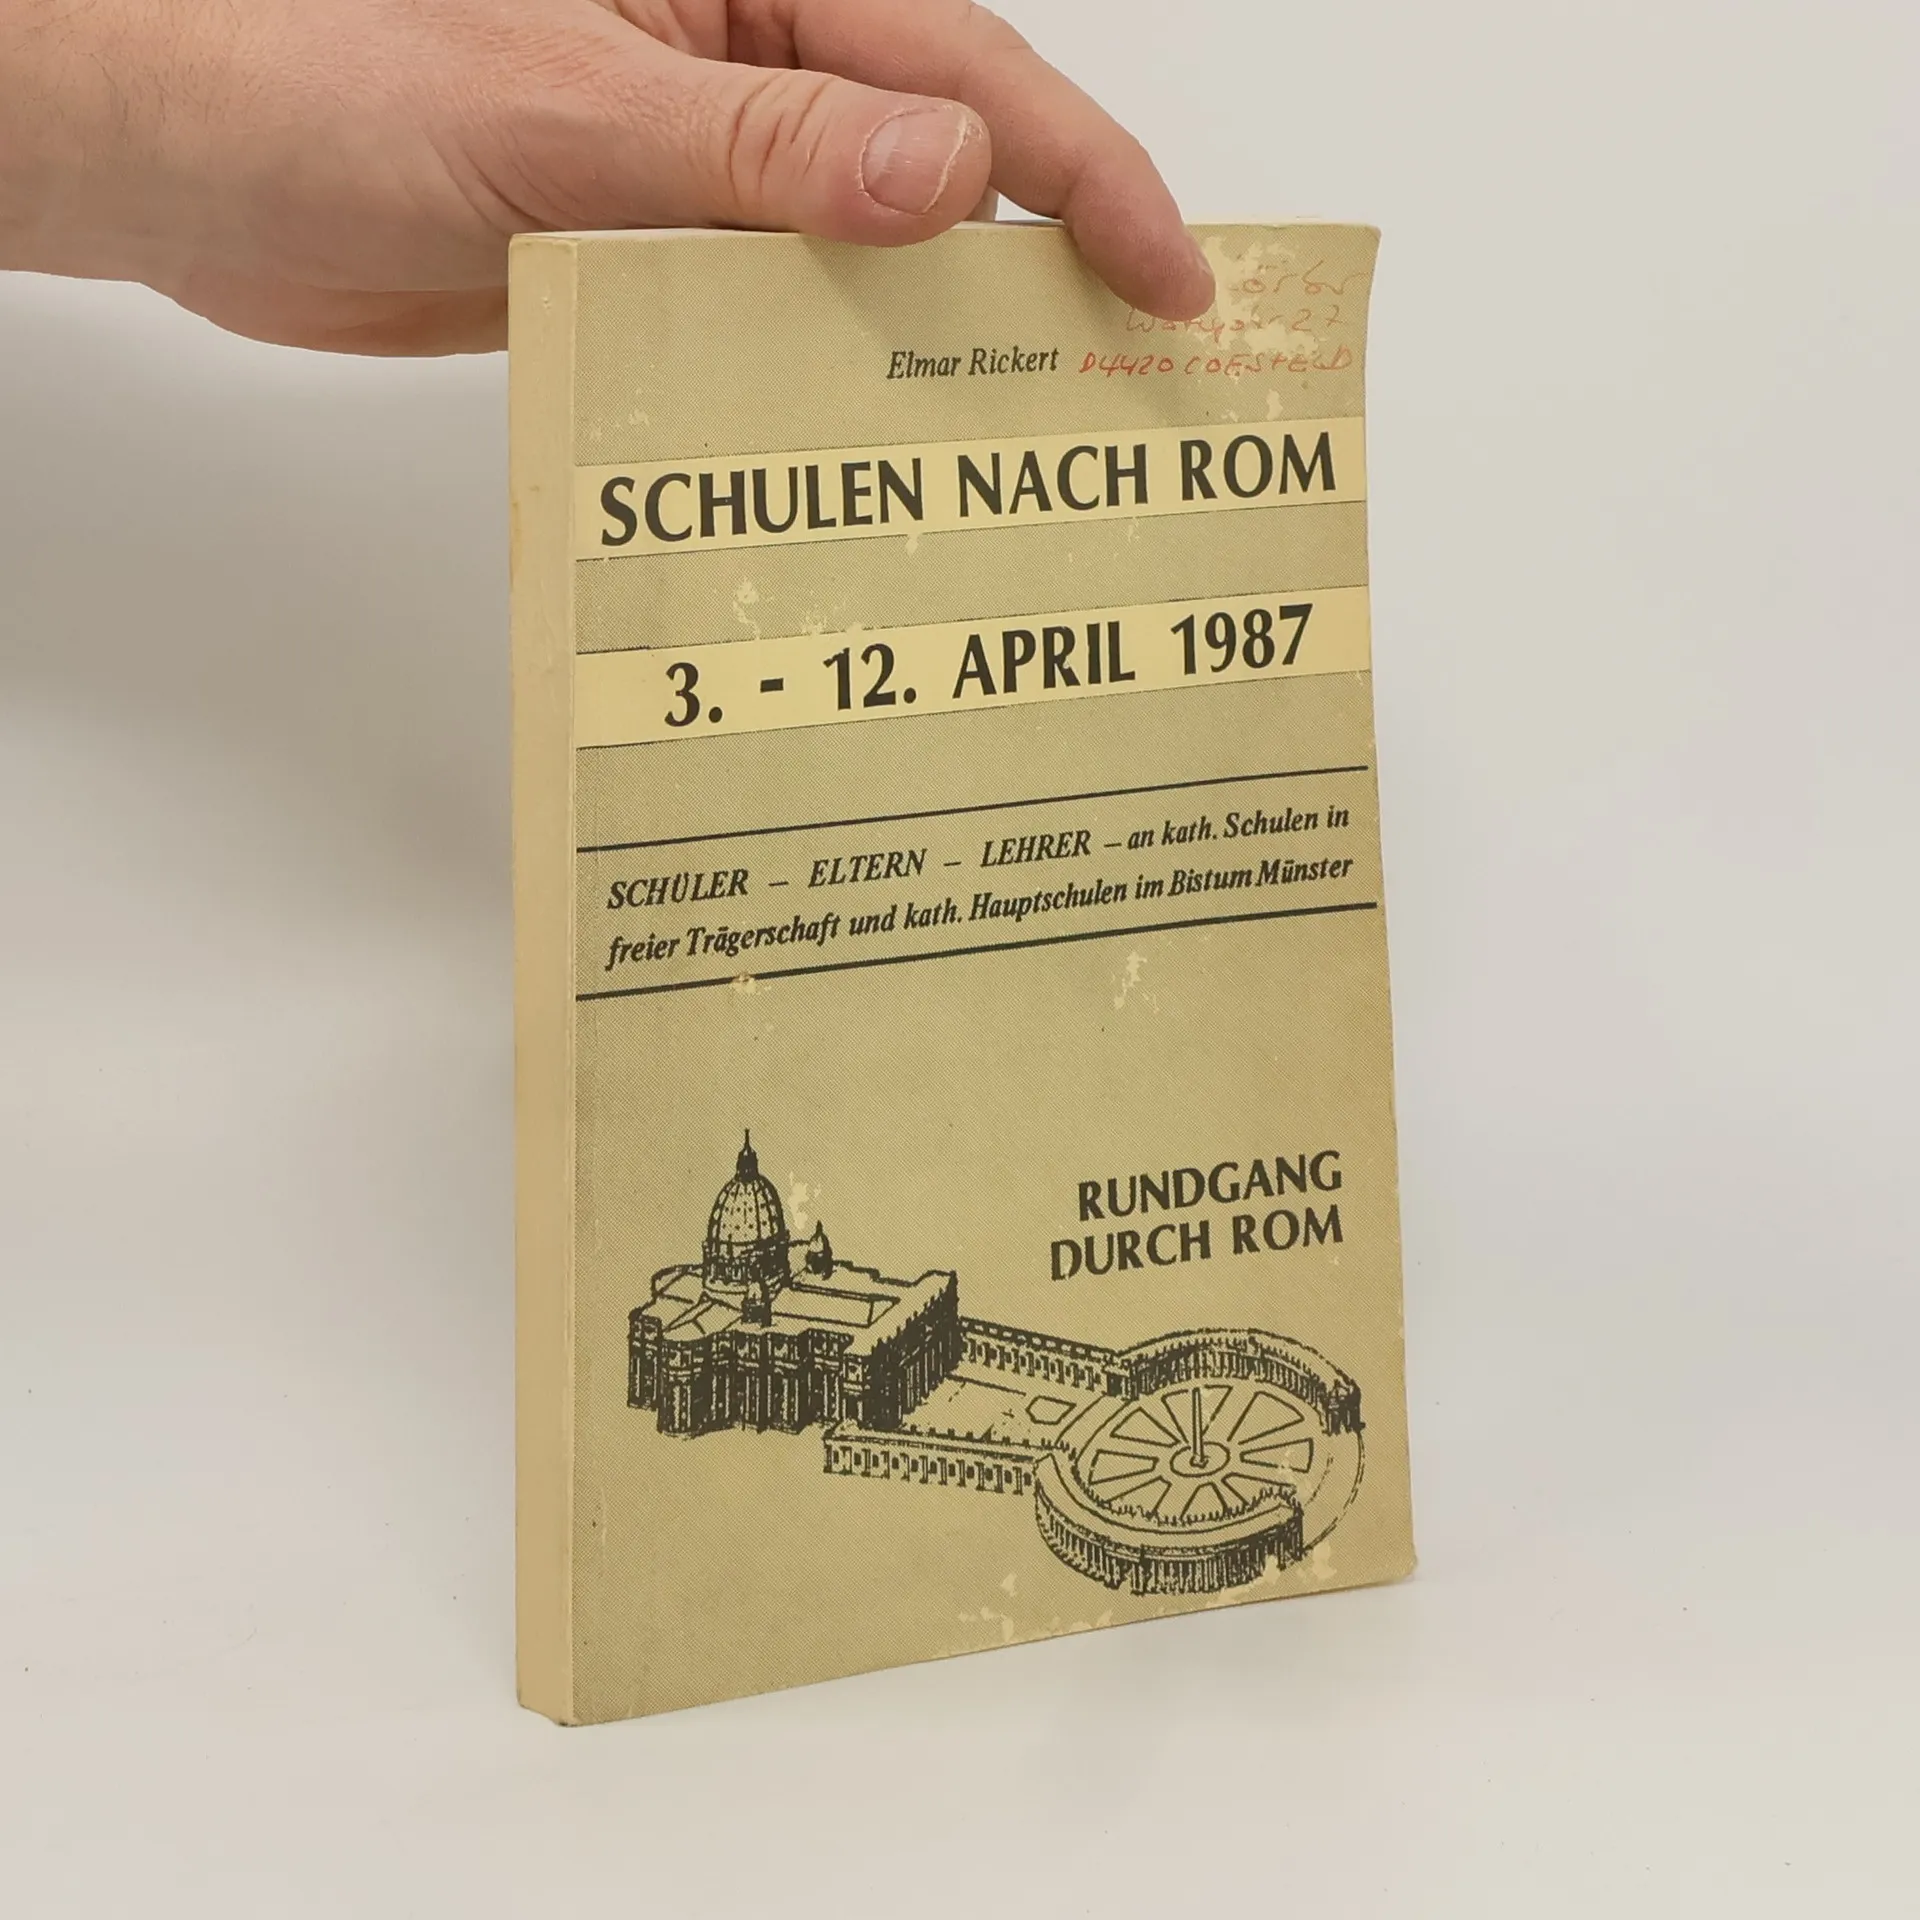 Elmar Rickert D4420 COESFELD
SCHULEN NACH ROM
3. - 12. APRIL 1987
SCHÜLER – ELTERN – LEHRER – an kath. Schulen in
freier Trägerschaft und kath. Hauptschulen im Bistum Münster
RUNDGANG
DURCH ROM